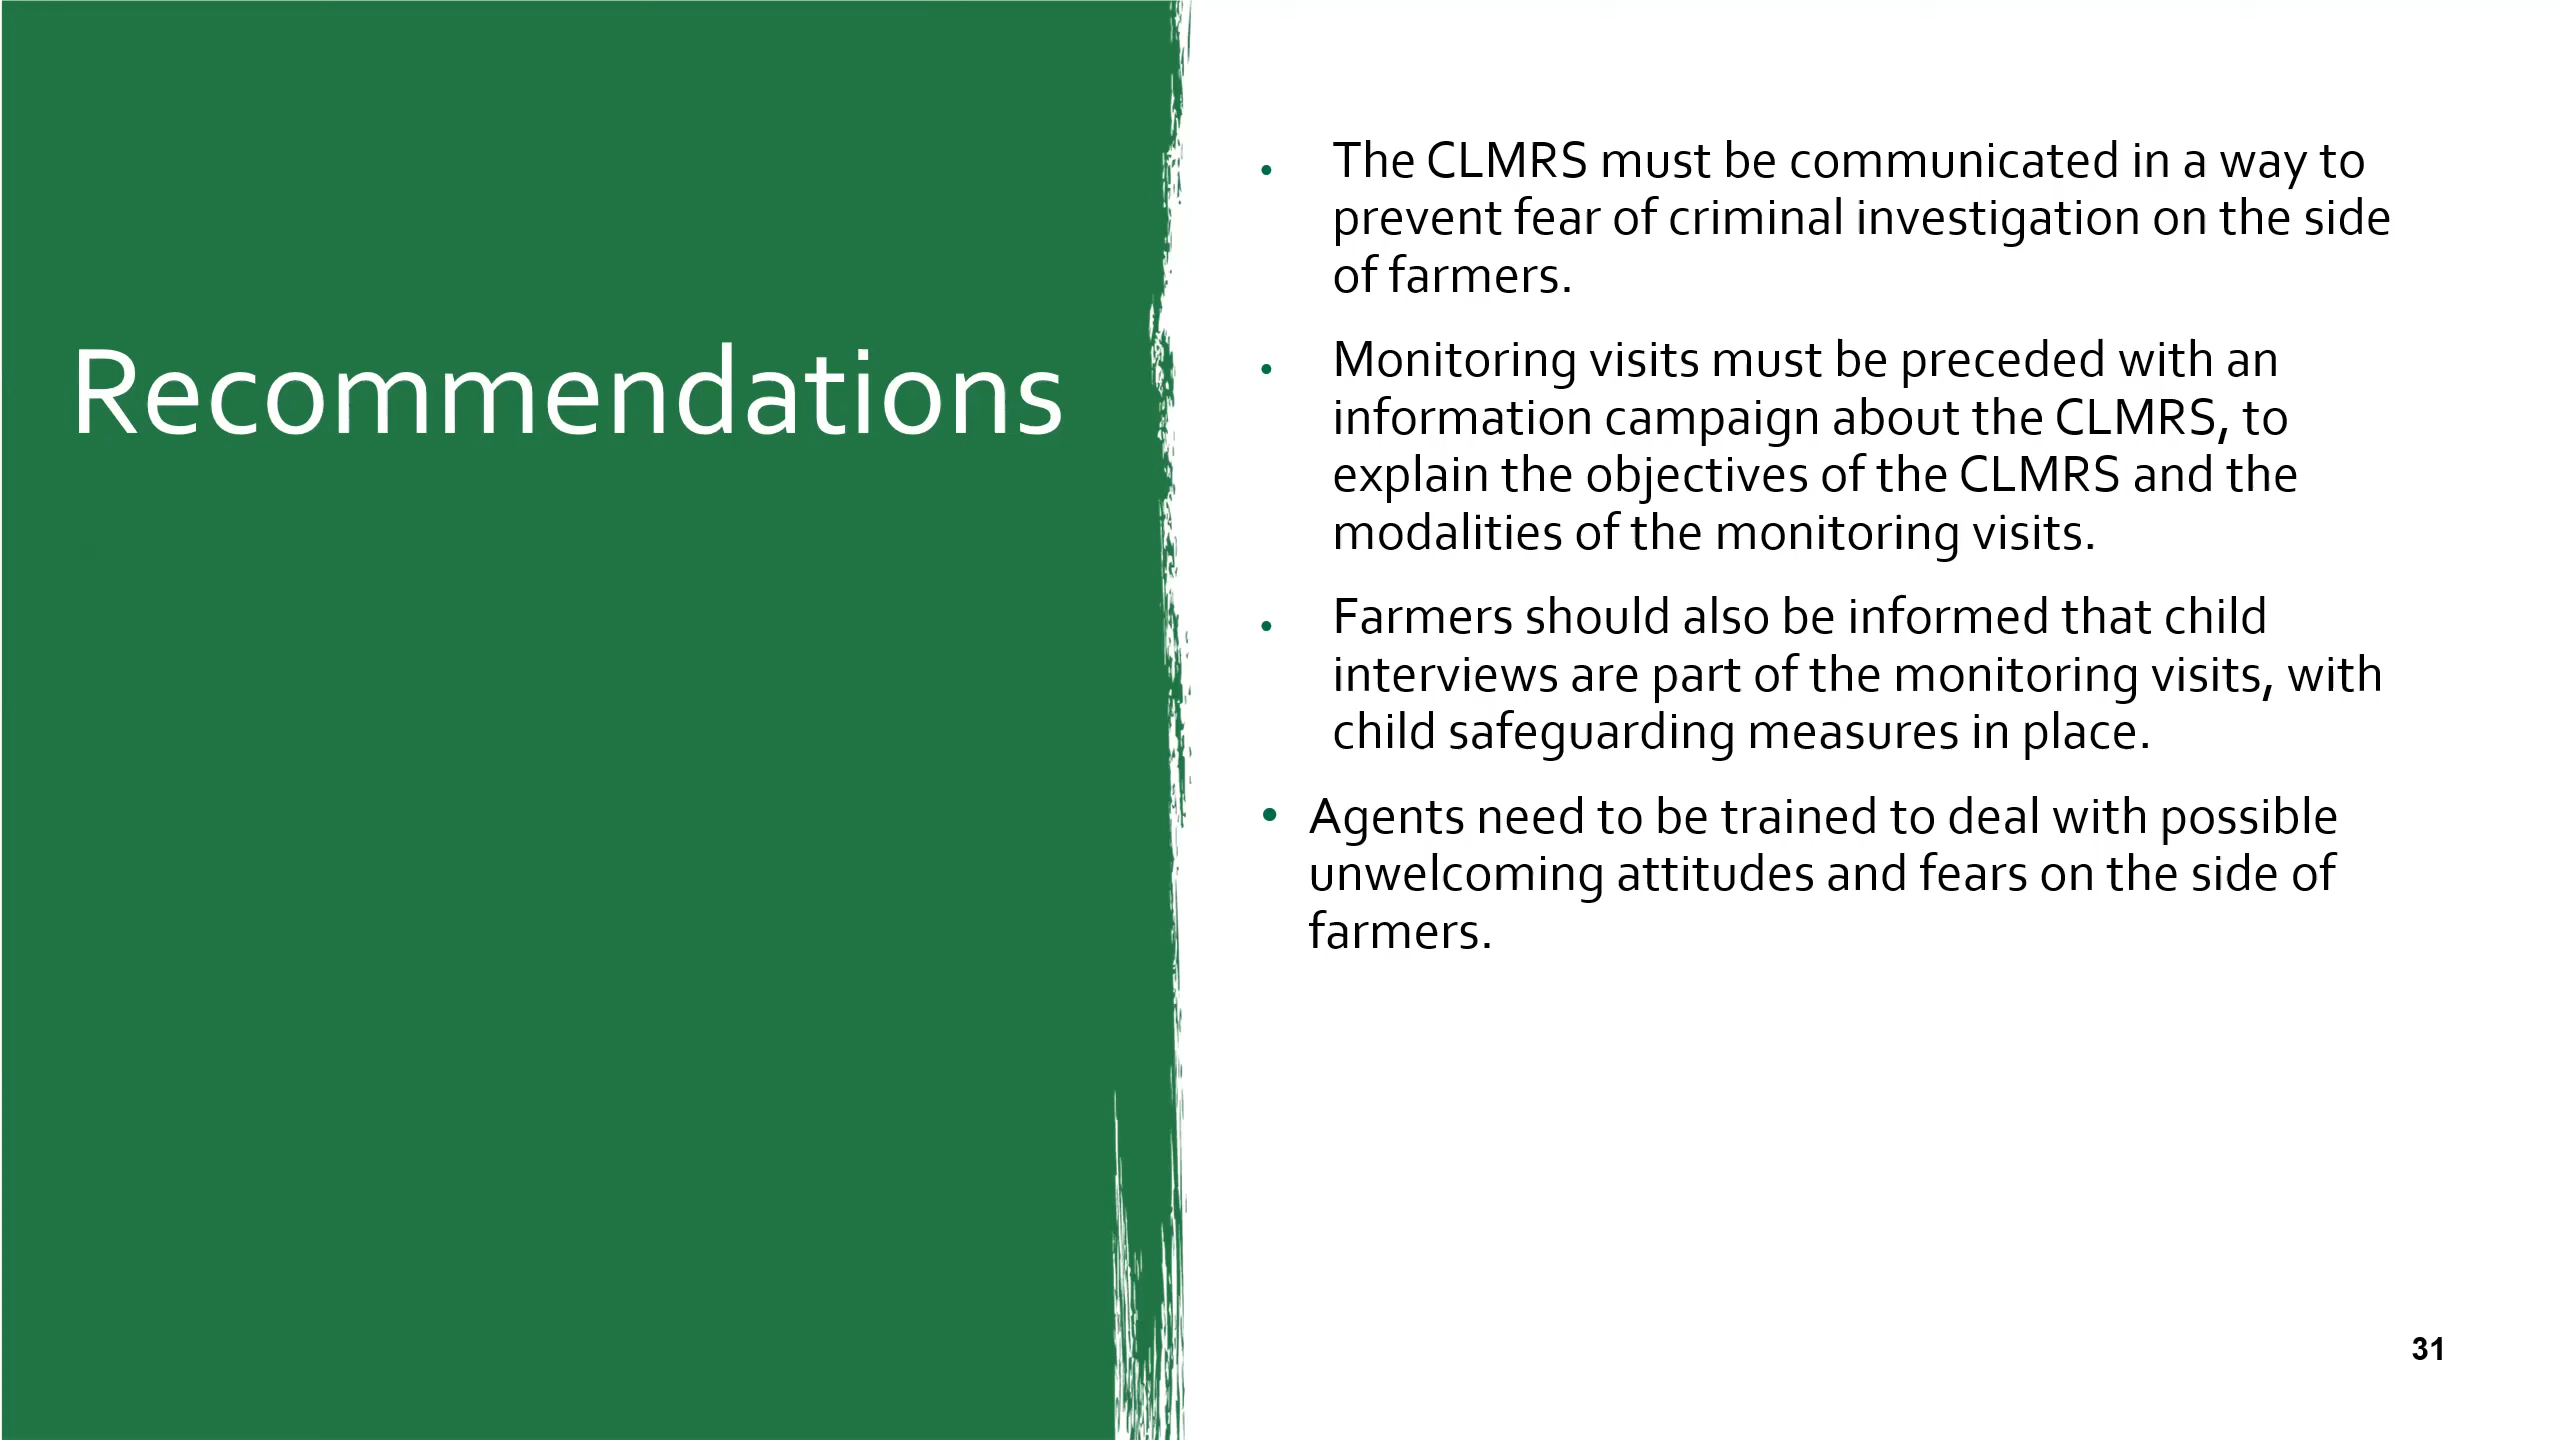 Recommendations
• The CLMRS must be communicated in a way to
prevent fear of criminal investigation on the side
of farmers.
• Monitoring visits must be preceded with an
information campaign about the CLMRS, to
explain the objectives of the CLMRS and the
modalities of the monitoring visits.
• Farmers should also be informed that child
interviews are part of the monitoring visits, with
child safeguarding measures in place.
• Agents need to be trained to deal with possible
unwelcoming attitudes and fears on the side of
farmers.
31